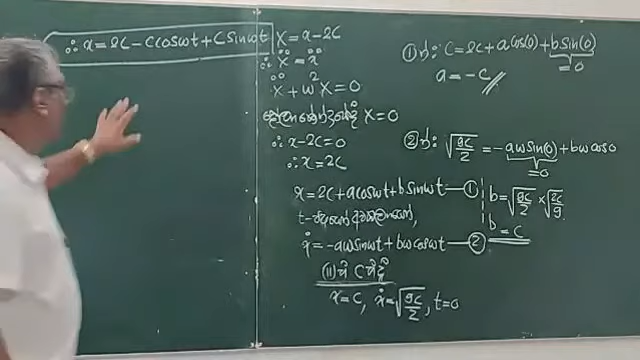 ∴ x = 2C - C cos ωt + C sin ωt
X = x - 2C
∴ Ẍ = ẍ
Ẍ + ω² X = 0
X = 0
∴ x - 2C = 0
∴ x = 2C
x = 2C + a cos ωt + b sin ωt — ①
ẋ = -aω sin ωt + bω cos ωt — ②
x = C, ẋ = √(gC/2), t = 0
① න්: C = 2C + a cos(0) + b sin(0)
= 0
a = -C
② න්: √(gC/2) = -aω sin(0) + bω cos 0
= 0
b = √(gC/2) × √(2C/g)
b = C